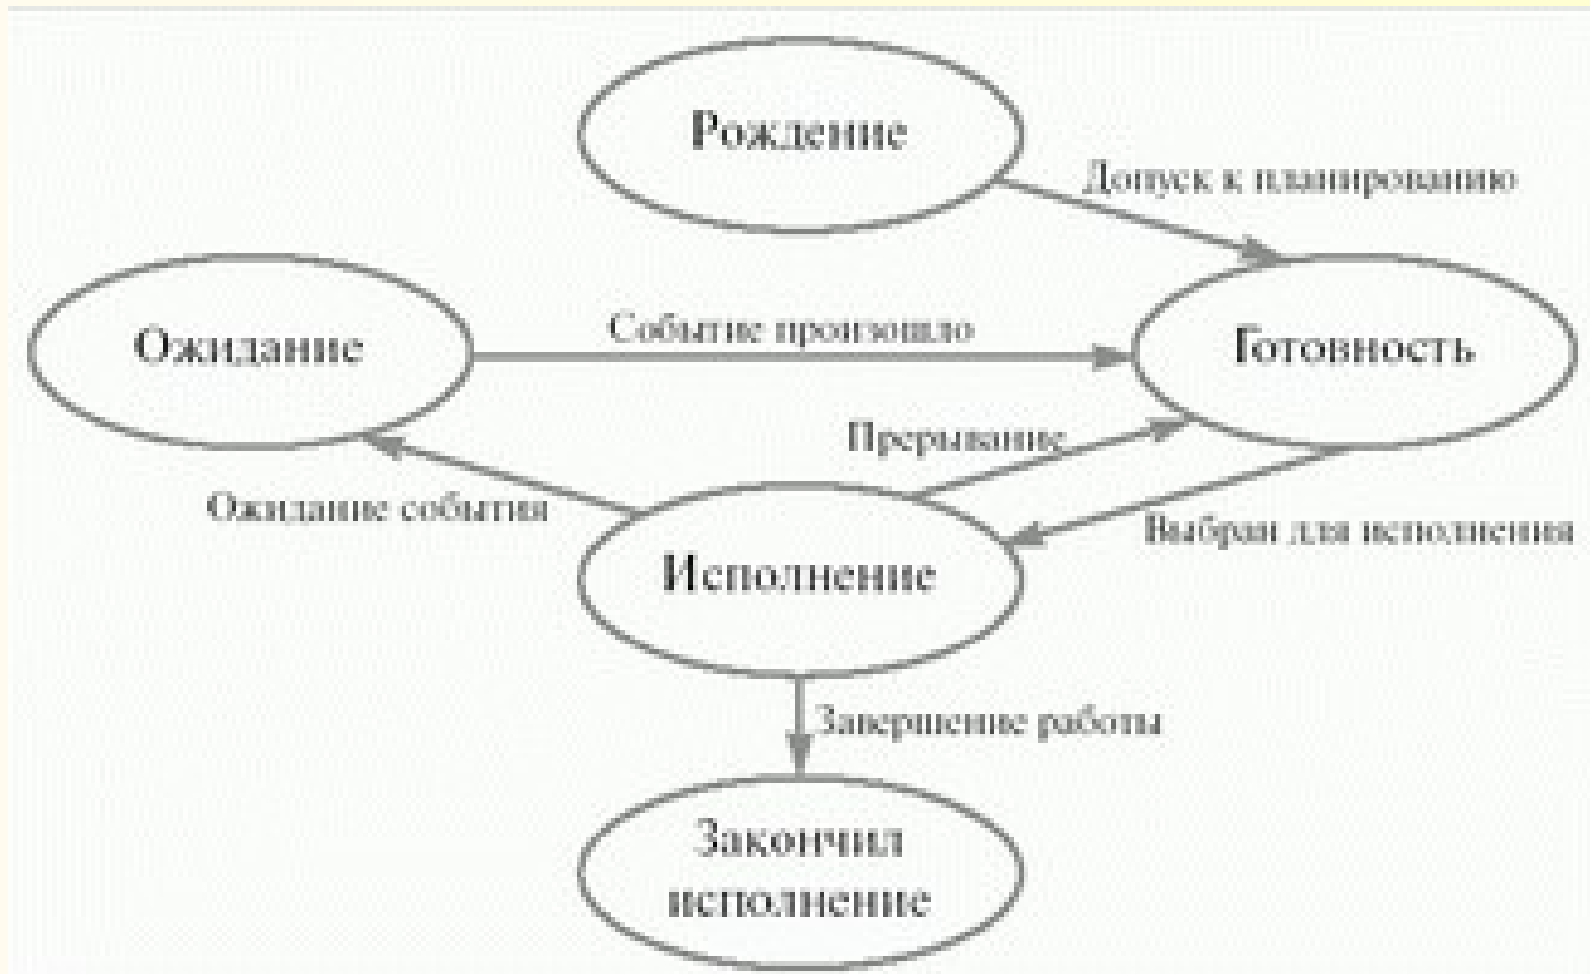 Рождение
Допуск к планированию
Ожидание
Событие произошло
Готовность
Прерывание
Ожидание события
Выбран для исполнения
Исполнение
Завершение работы
Закончил
исполнение